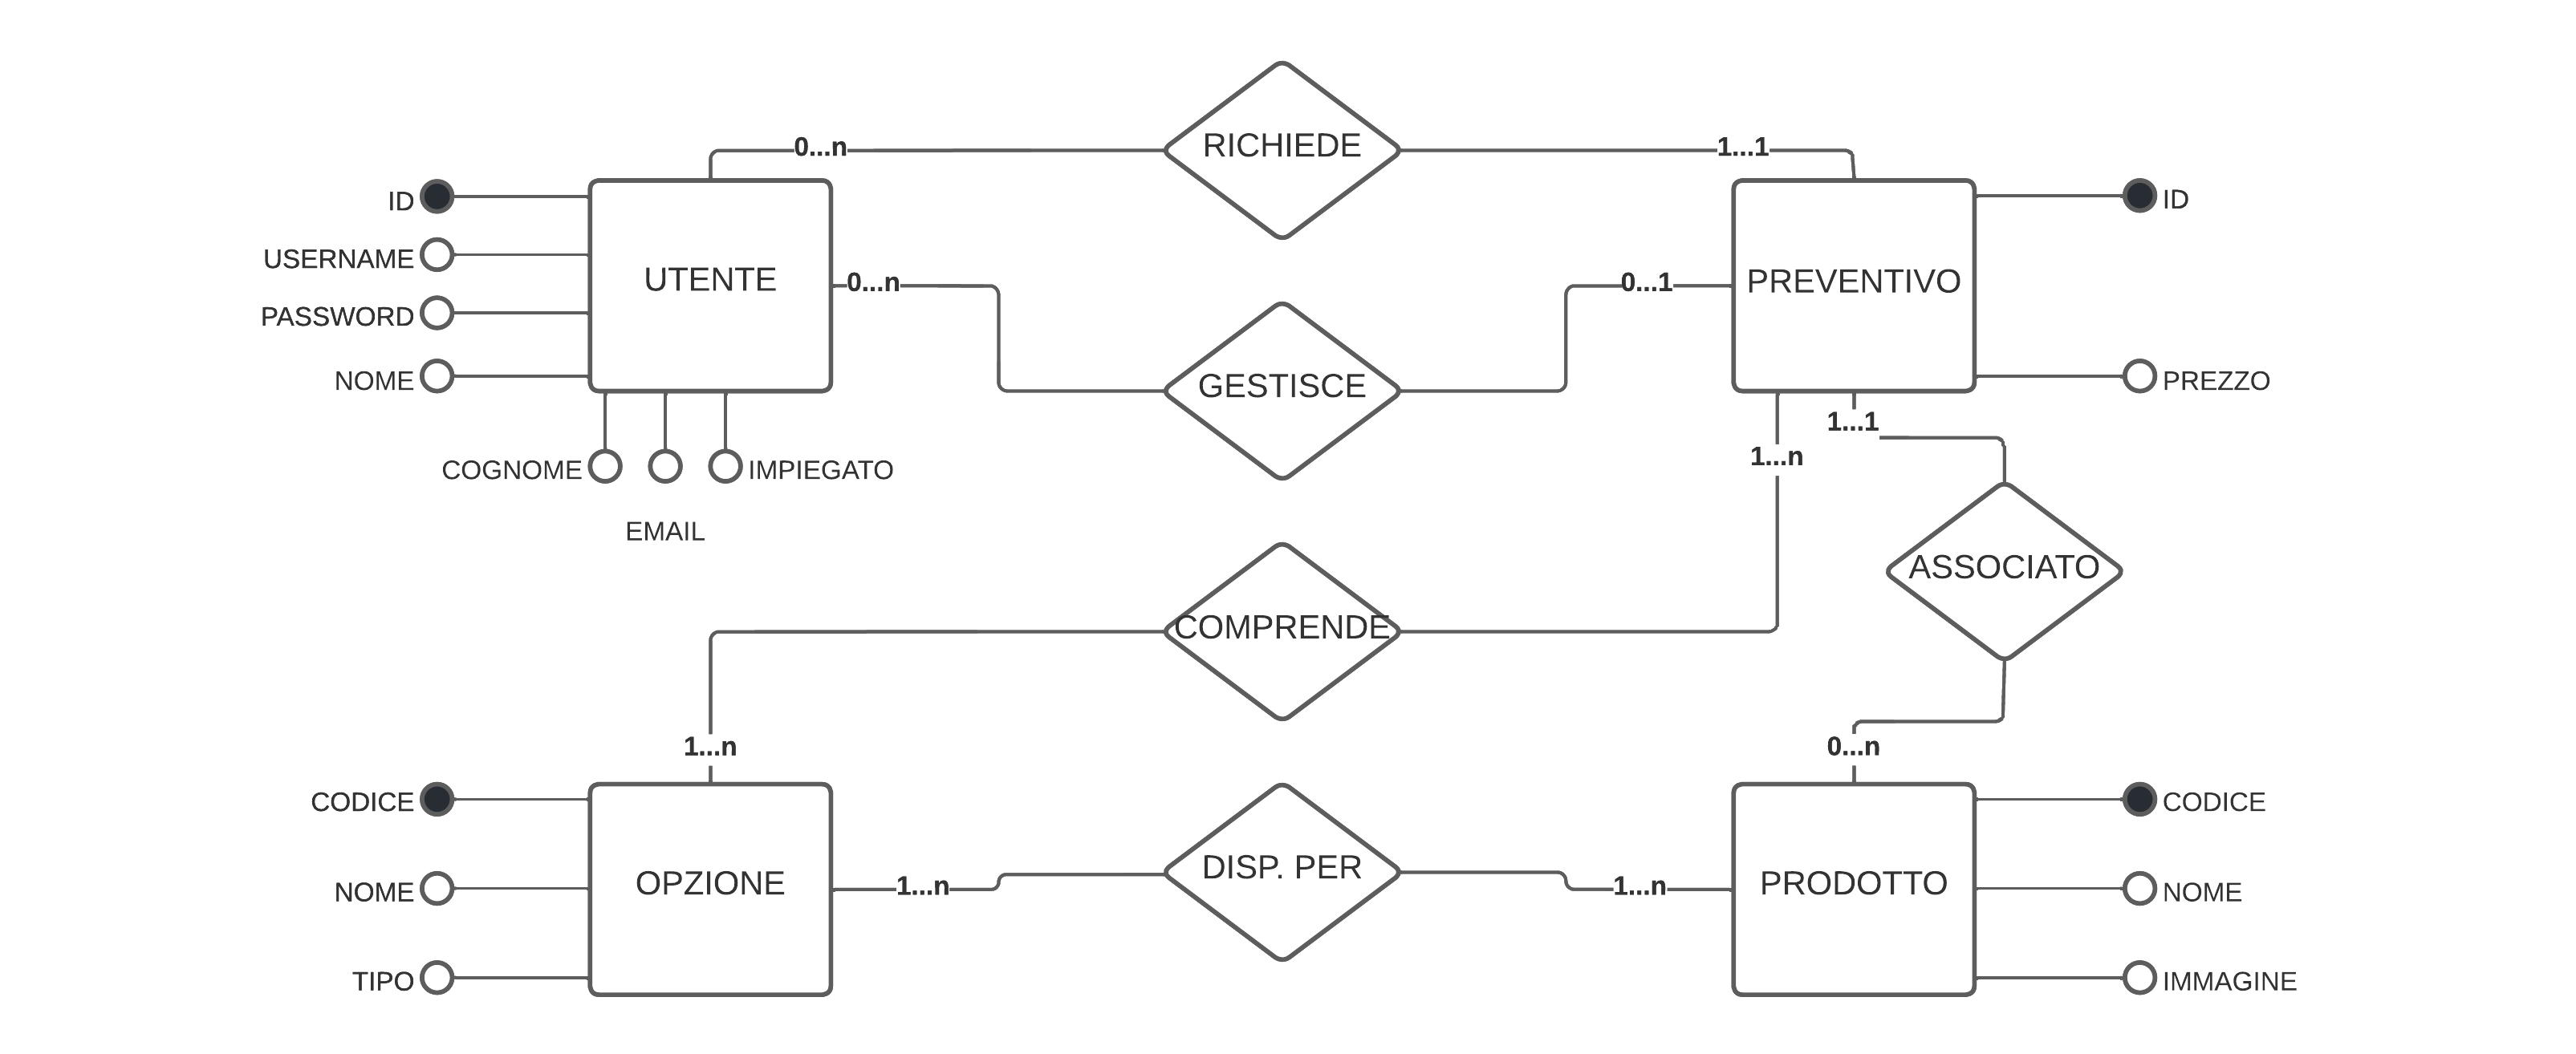 RICHIEDE
0...n
1...1
ID
USERNAME
PASSWORD
NOME
UTENTE
COGNOME
EMAIL
IMPIEGATO
0...n
GESTISCE
0...1
PREVENTIVO
ID
PREZZO
1...1
1...n
ASSOCIATO
COMPRENDE
1...n
0...n
CODICE
NOME
TIPO
OPZIONE
1...n
DISP. PER
1...n
PRODOTTO
CODICE
NOME
IMMAGINE